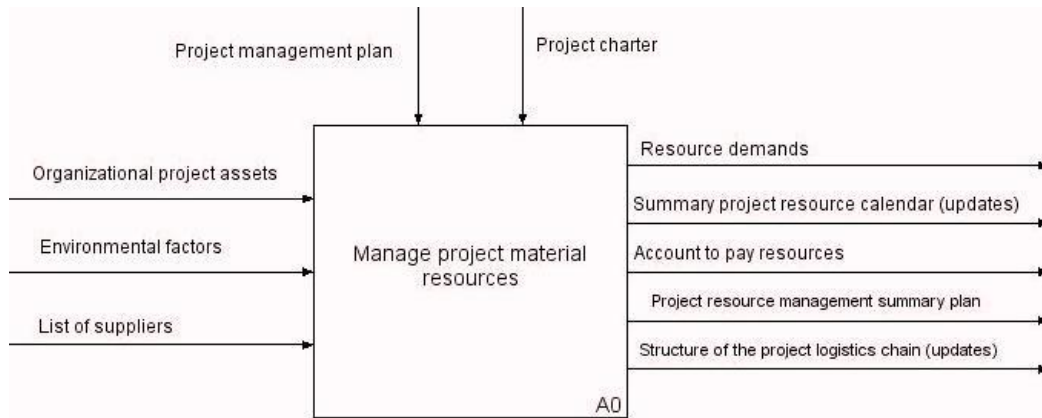 Project management plan
Project charter
Organizational project assets
Environmental factors
List of suppliers
Manage project material
resources
A0
Resource demands
Summary project resource calendar (updates)
Account to pay resources
Project resource management summary plan
Structure of the project logistics chain (updates)